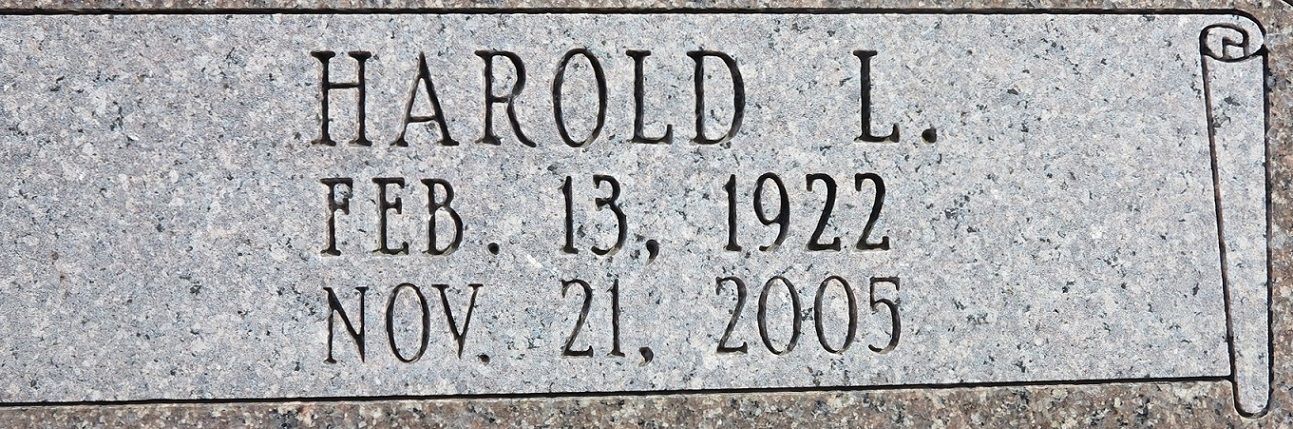 HAROLD L.
FEB. 13, 1922
NOV. 21, 2005